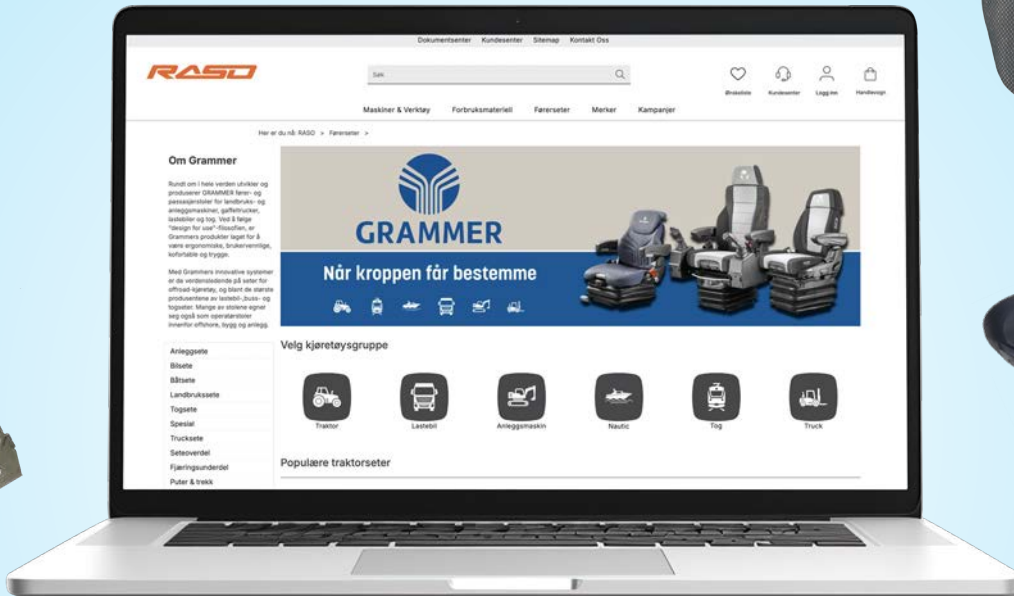 Dokumentsenter Kundesenter Sitemap Kontakt Oss
RASO
Søk
Ønskeliste Kundesenter Logg inn Handlevogn
Maskiner & Verktøy Forbruksmateriell Førerseter Merker Kampanjer
Her er du nå: RASO > Førerseter >
Om Grammer
Rundt om i hele verden utvikler og
produserer GRAMMER fører- og
passasjerstoler for landbruks- og
anleggsmaskiner, gaffeltrucker,
lastebiler og tog. Ved å følge
"design for use"-filosofien, er
Grammers produkter laget for å
være ergonomiske, brukervennlige,
kofortable og trygge.
Med Grammers innovative systemer
er de verdensledende på seter for
offroad-kjøretøy, og blant de største
produsentene av lastebil-,buss- og
togseter. Mange av stolene egner
seg også som operatørstoler
innenfor offshore, bygg og anlegg.
GRAMMER
Når kroppen får bestemme
Anleggsete
Bilsete
Båtsete
Landbrukssete
Togsete
Spesial
Trucksete
Seteoverdel
Fjæringsunderdel
Puter & trekk
Velg kjøretøysgruppe
Traktor Lastebil Anleggsmaskin Nautic Tog Truck
Populære traktorseter